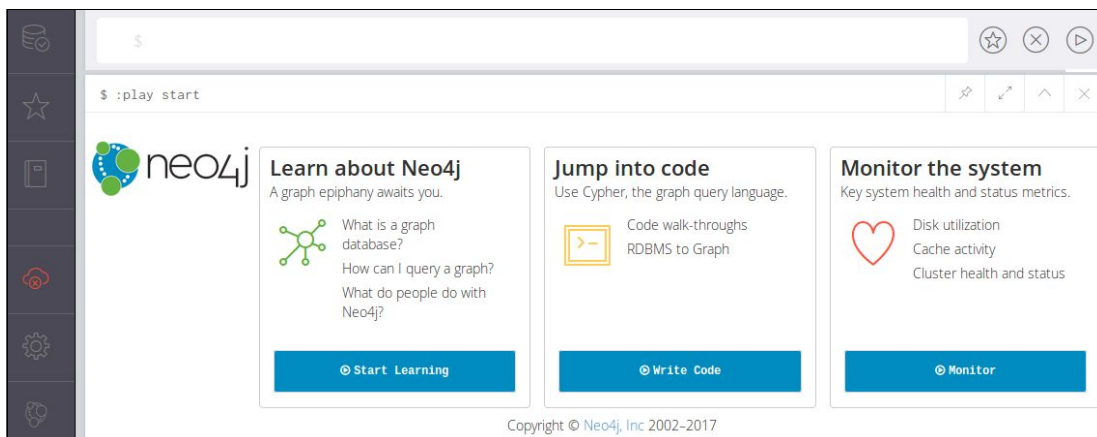 $
$ :play start
neo4j
Learn about Neo4j
A graph epiphany awaits you.
What is a graph
database?
How can I query a graph?
What do people do with
Neo4j?
Start Learning
Jump into code
Use Cypher, the graph query language.
Code walk-throughs
RDBMS to Graph
Write Code
Monitor the system
Key system health and status metrics.
Disk utilization
Cache activity
Cluster health and status
Monitor
Copyright © Neo4j, Inc 2002–2017